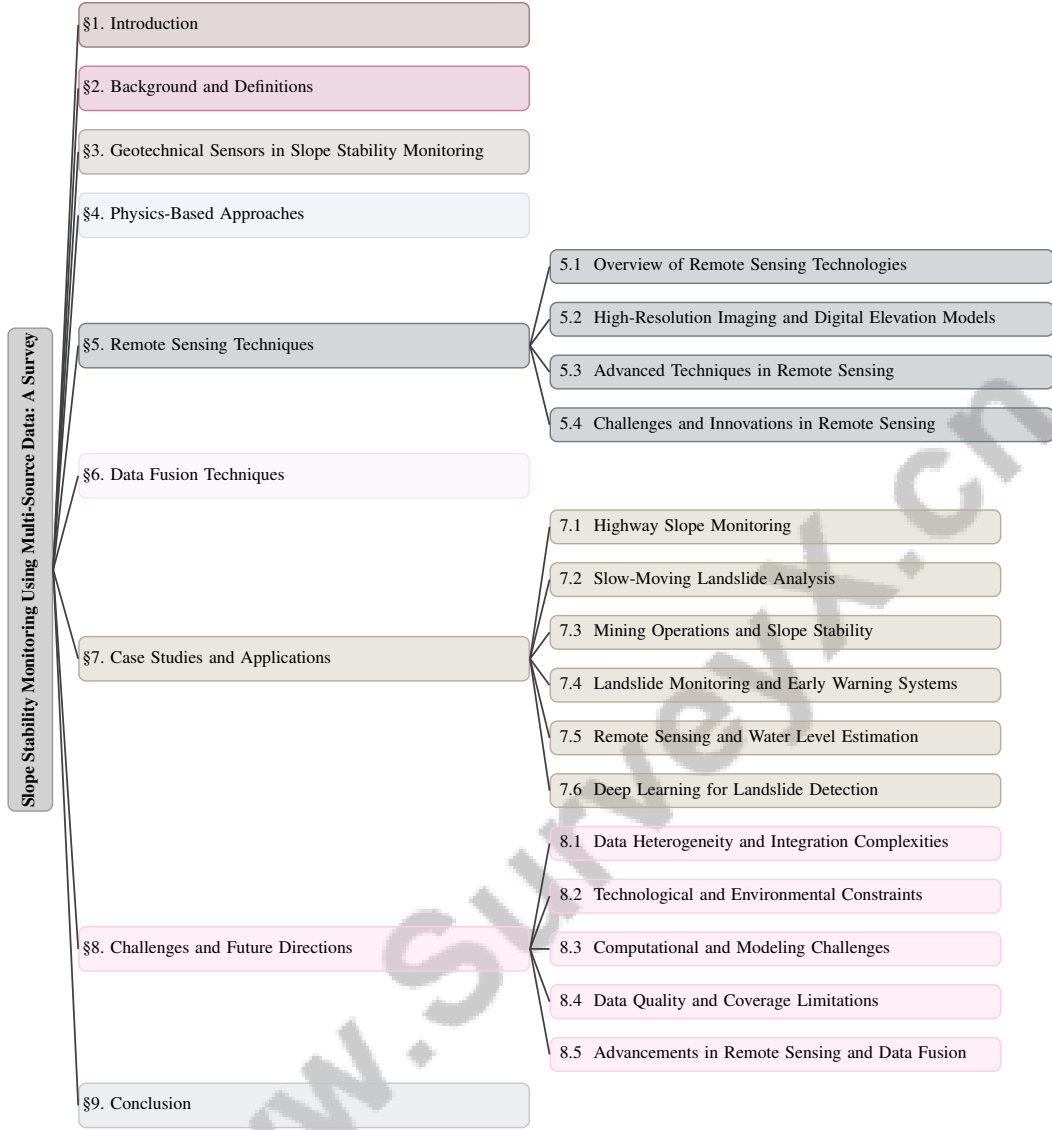 Slope Stability Monitoring Using Multi-Source Data: A Survey
§1. Introduction
§2. Background and Definitions
§3. Geotechnical Sensors in Slope Stability Monitoring
§4. Physics-Based Approaches
§5. Remote Sensing Techniques
5.1 Overview of Remote Sensing Technologies
5.2 High-Resolution Imaging and Digital Elevation Models
5.3 Advanced Techniques in Remote Sensing
5.4 Challenges and Innovations in Remote Sensing
§6. Data Fusion Techniques
§7. Case Studies and Applications
7.1 Highway Slope Monitoring
7.2 Slow-Moving Landslide Analysis
7.3 Mining Operations and Slope Stability
7.4 Landslide Monitoring and Early Warning Systems
7.5 Remote Sensing and Water Level Estimation
7.6 Deep Learning for Landslide Detection
§8. Challenges and Future Directions
8.1 Data Heterogeneity and Integration Complexities
8.2 Technological and Environmental Constraints
8.3 Computational and Modeling Challenges
8.4 Data Quality and Coverage Limitations
8.5 Advancements in Remote Sensing and Data Fusion
§9. Conclusion
w.Surveyx.cn